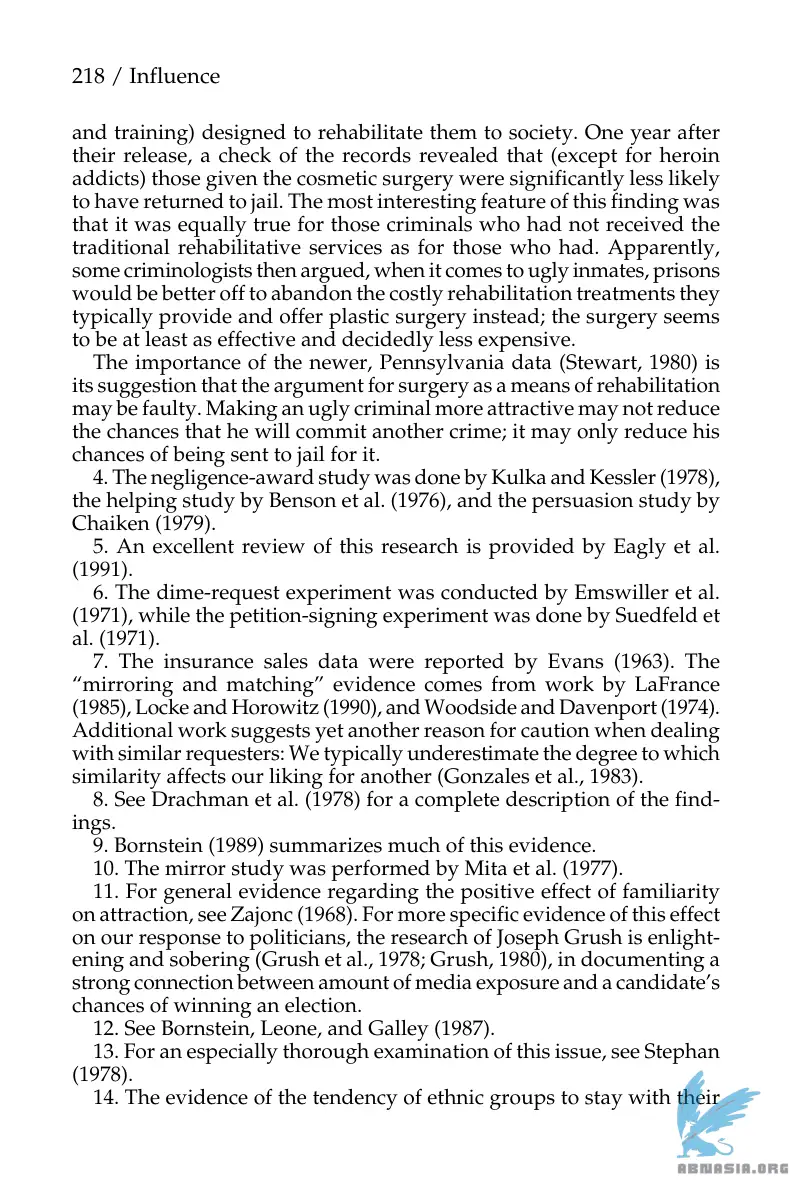 218 / Influence
and training) designed to rehabilitate them to society. One year after
their release, a check of the records revealed that (except for heroin
addicts) those given the cosmetic surgery were significantly less likely
to have returned to jail. The most interesting feature of this finding was
that it was equally true for those criminals who had not received the
traditional rehabilitative services as for those who had. Apparently,
some criminologists then argued, when it comes to ugly inmates, prisons
would be better off to abandon the costly rehabilitation treatments they
typically provide and offer plastic surgery instead; the surgery seems
to be at least as effective and decidedly less expensive.
The importance of the newer, Pennsylvania data (Stewart, 1980) is
its suggestion that the argument for surgery as a means of rehabilitation
may be faulty. Making an ugly criminal more attractive may not reduce
the chances that he will commit another crime; it may only reduce his
chances of being sent to jail for it.
4. The negligence-award study was done by Kulka and Kessler (1978),
the helping study by Benson et al. (1976), and the persuasion study by
Chaiken (1979).
5. An excellent review of this research is provided by Eagly et al.
(1991).
6. The dime-request experiment was conducted by Emswiller et al.
(1971), while the petition-signing experiment was done by Suedfeld et
al. (1971).
7. The insurance sales data were reported by Evans (1963). The
“mirroring and matching” evidence comes from work by LaFrance
(1985), Locke and Horowitz (1990), and Woodside and Davenport (1974).
Additional work suggests yet another reason for caution when dealing
with similar requesters: We typically underestimate the degree to which
similarity affects our liking for another (Gonzales et al., 1983).
8. See Drachman et al. (1978) for a complete description of the find-
ings.
9. Bornstein (1989) summarizes much of this evidence.
10. The mirror study was performed by Mita et al. (1977).
11. For general evidence regarding the positive effect of familiarity
on attraction, see Zajonc (1968). For more specific evidence of this effect
on our response to politicians, the research of Joseph Grush is enlight-
ening and sobering (Grush et al., 1978; Grush, 1980), in documenting a
strong connection between amount of media exposure and a candidate’s
chances of winning an election.
12. See Bornstein, Leone, and Galley (1987).
13. For an especially thorough examination of this issue, see Stephan
(1978).
14. The evidence of the tendency of ethnic groups to stay with their
ABNASIA.ORG